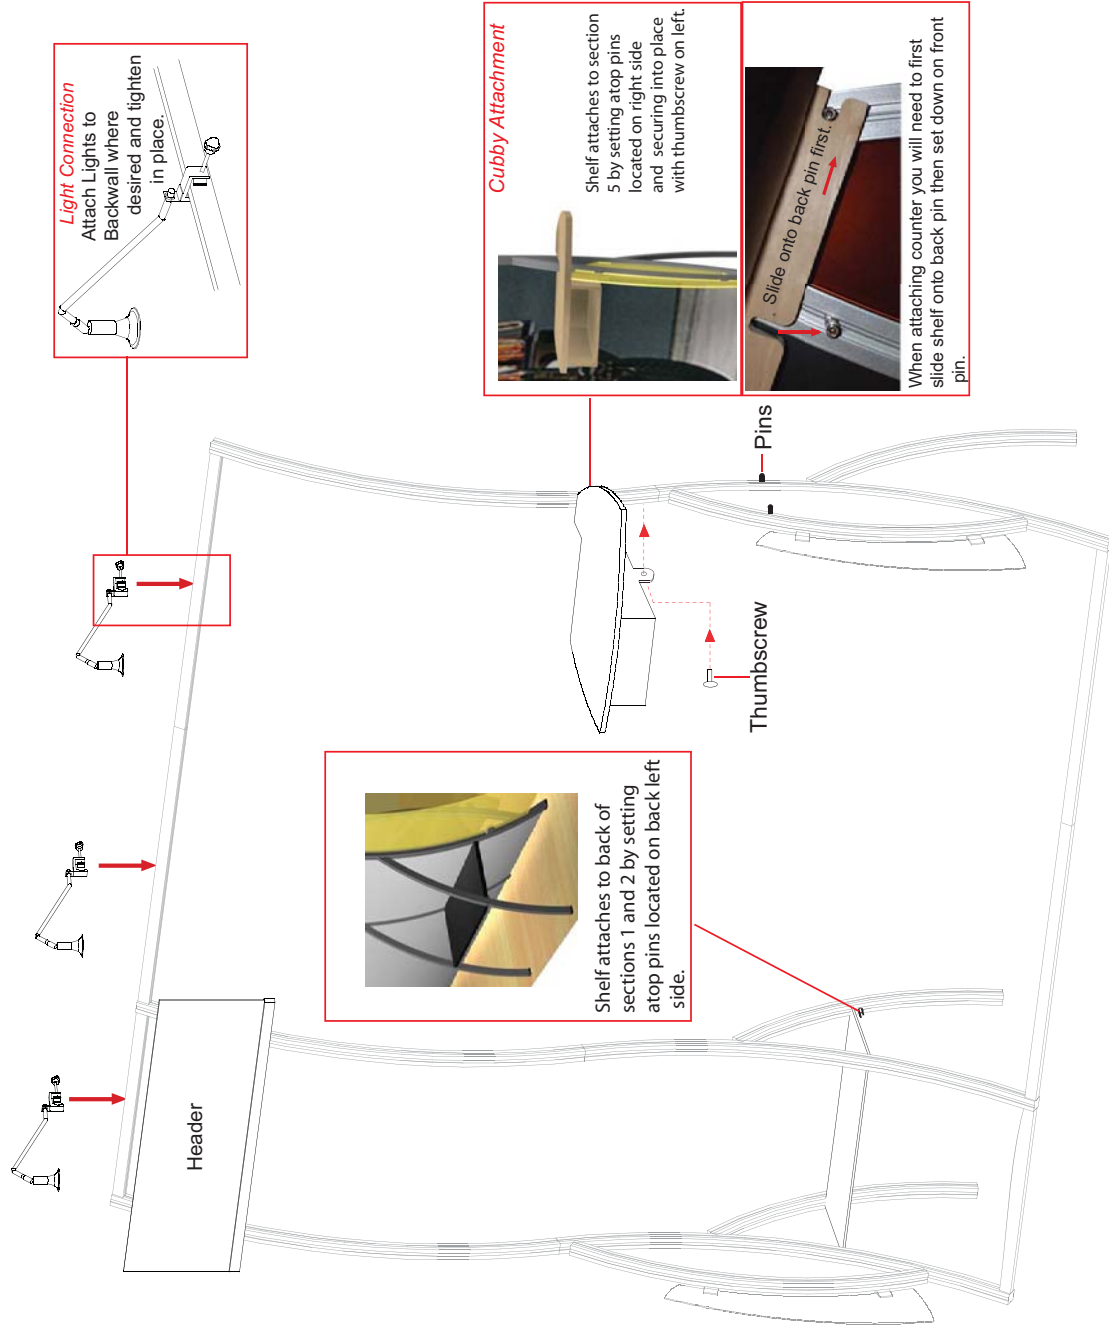 Light Connection
Attach Lights to
Backwall where
desired and tighten
in place.
Cubby Attachment
Shelf attaches to section
5 by setting atop pins
located on right side
and securing into place
with thumbscrew on left.
Slide onto back pin first.
When attaching counter you will need to first
slide shelf onto back pin then set down on front
pin.
Pins
Thumbscrew
Shelf attaches to back of
sections 1 and 2 by setting
atop pins located on back left
side.
Header